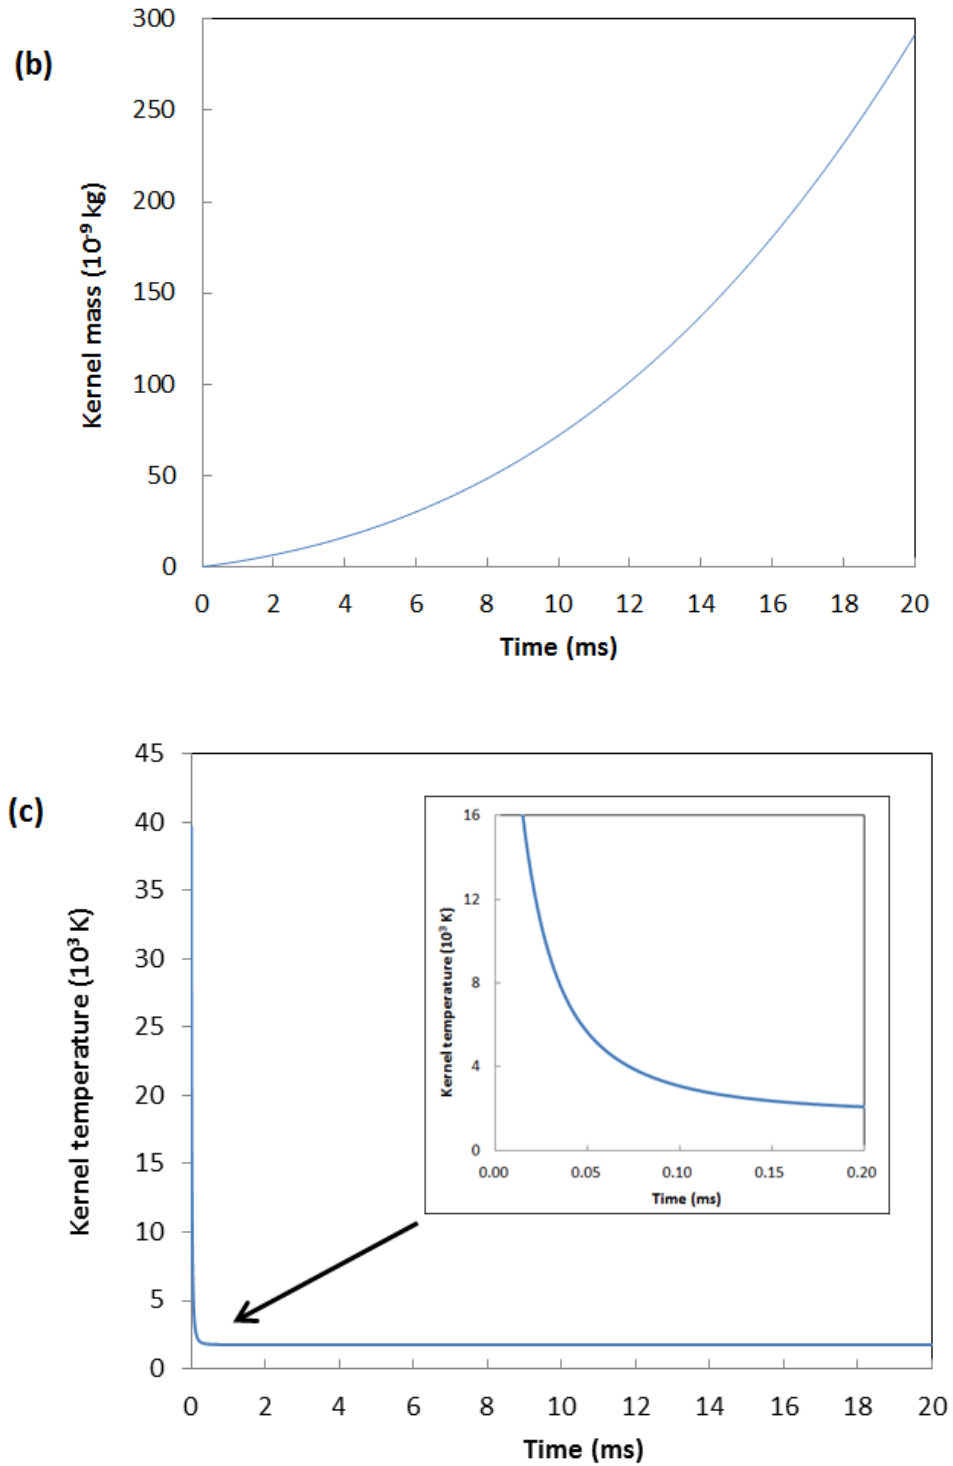 (b)
Kernel mass (10⁻⁹ kg)
300
250
200
150
100
50
0
0 2 4 6 8 10 12 14 16 18 20
Time (ms)
(c)
Kernel temperature (10³ K)
45
40
35
30
25
20
15
10
5
0
Kernel temperature (10³ K)
16
12
8
4
0
0.00 0.05 0.10 0.15 0.20
Time (ms)
0 2 4 6 8 10 12 14 16 18 20
Time (ms)